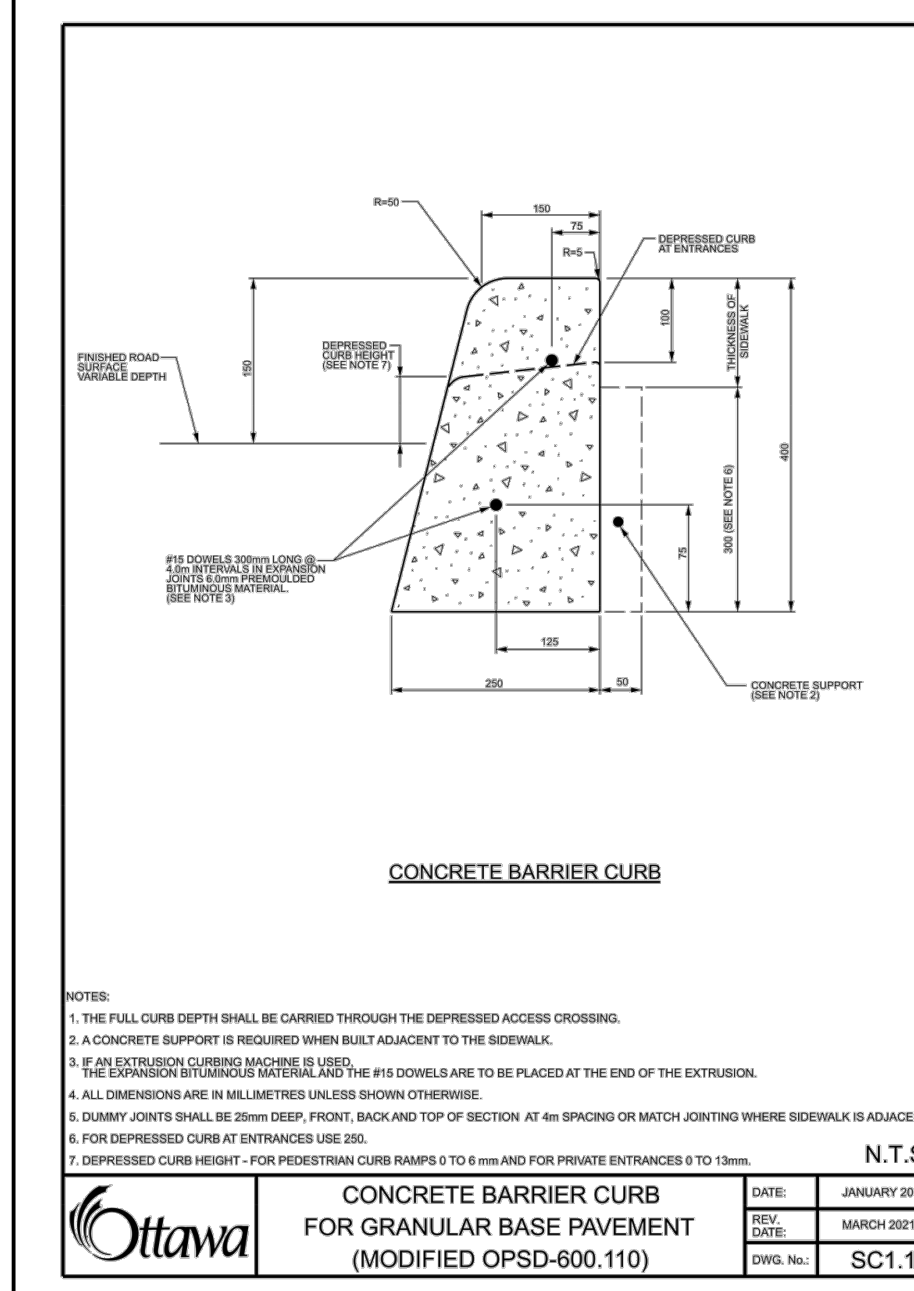 R=50
150
75
R=5
DEPRESSED CURB
AT ENTRANCES
THICKNESS OF
SIDEWALK
100
150
FINISHED ROAD
SURFACE
VARIABLE DEPTH
DEPRESSED
CURB HEIGHT
(SEE NOTE 7)
400
300 (SEE NOTE 6)
75
#15 DOWELS 300mm LONG @
4.0m INTERVALS IN EXPANSION
JOINTS 6.0mm PREMOULDED
BITUMINOUS MATERIAL.
(SEE NOTE 3)
125
250
50
CONCRETE SUPPORT
(SEE NOTE 2)
CONCRETE BARRIER CURB
NOTES:
1. THE FULL CURB DEPTH SHALL BE CARRIED THROUGH THE DEPRESSED ACCESS CROSSING.
2. A CONCRETE SUPPORT IS REQUIRED WHEN BUILT ADJACENT TO THE SIDEWALK.
3. IF AN EXTRUSION CURBING MACHINE IS USED,
THE EXPANSION BITUMINOUS MATERIAL AND THE #15 DOWELS ARE TO BE PLACED AT THE END OF THE EXTRUSION.
4. ALL DIMENSIONS ARE IN MILLIMETRES UNLESS SHOWN OTHERWISE.
5. DUMMY JOINTS SHALL BE 25mm DEEP, FRONT, BACK AND TOP OF SECTION AT 4m SPACING OR MATCH JOINTING WHERE SIDEWALK IS ADJACE
6. FOR DEPRESSED CURB AT ENTRANCES USE 250.
7. DEPRESSED CURB HEIGHT - FOR PEDESTRIAN CURB RAMPS 0 TO 6 mm AND FOR PRIVATE ENTRANCES 0 TO 13mm.
N.T.S
Ottawa
CONCRETE BARRIER CURB
FOR GRANULAR BASE PAVEMENT
(MODIFIED OPSD-600.110)
DATE: JANUARY 20
REV.
DATE: MARCH 2021
DWG. No.: SC1.1